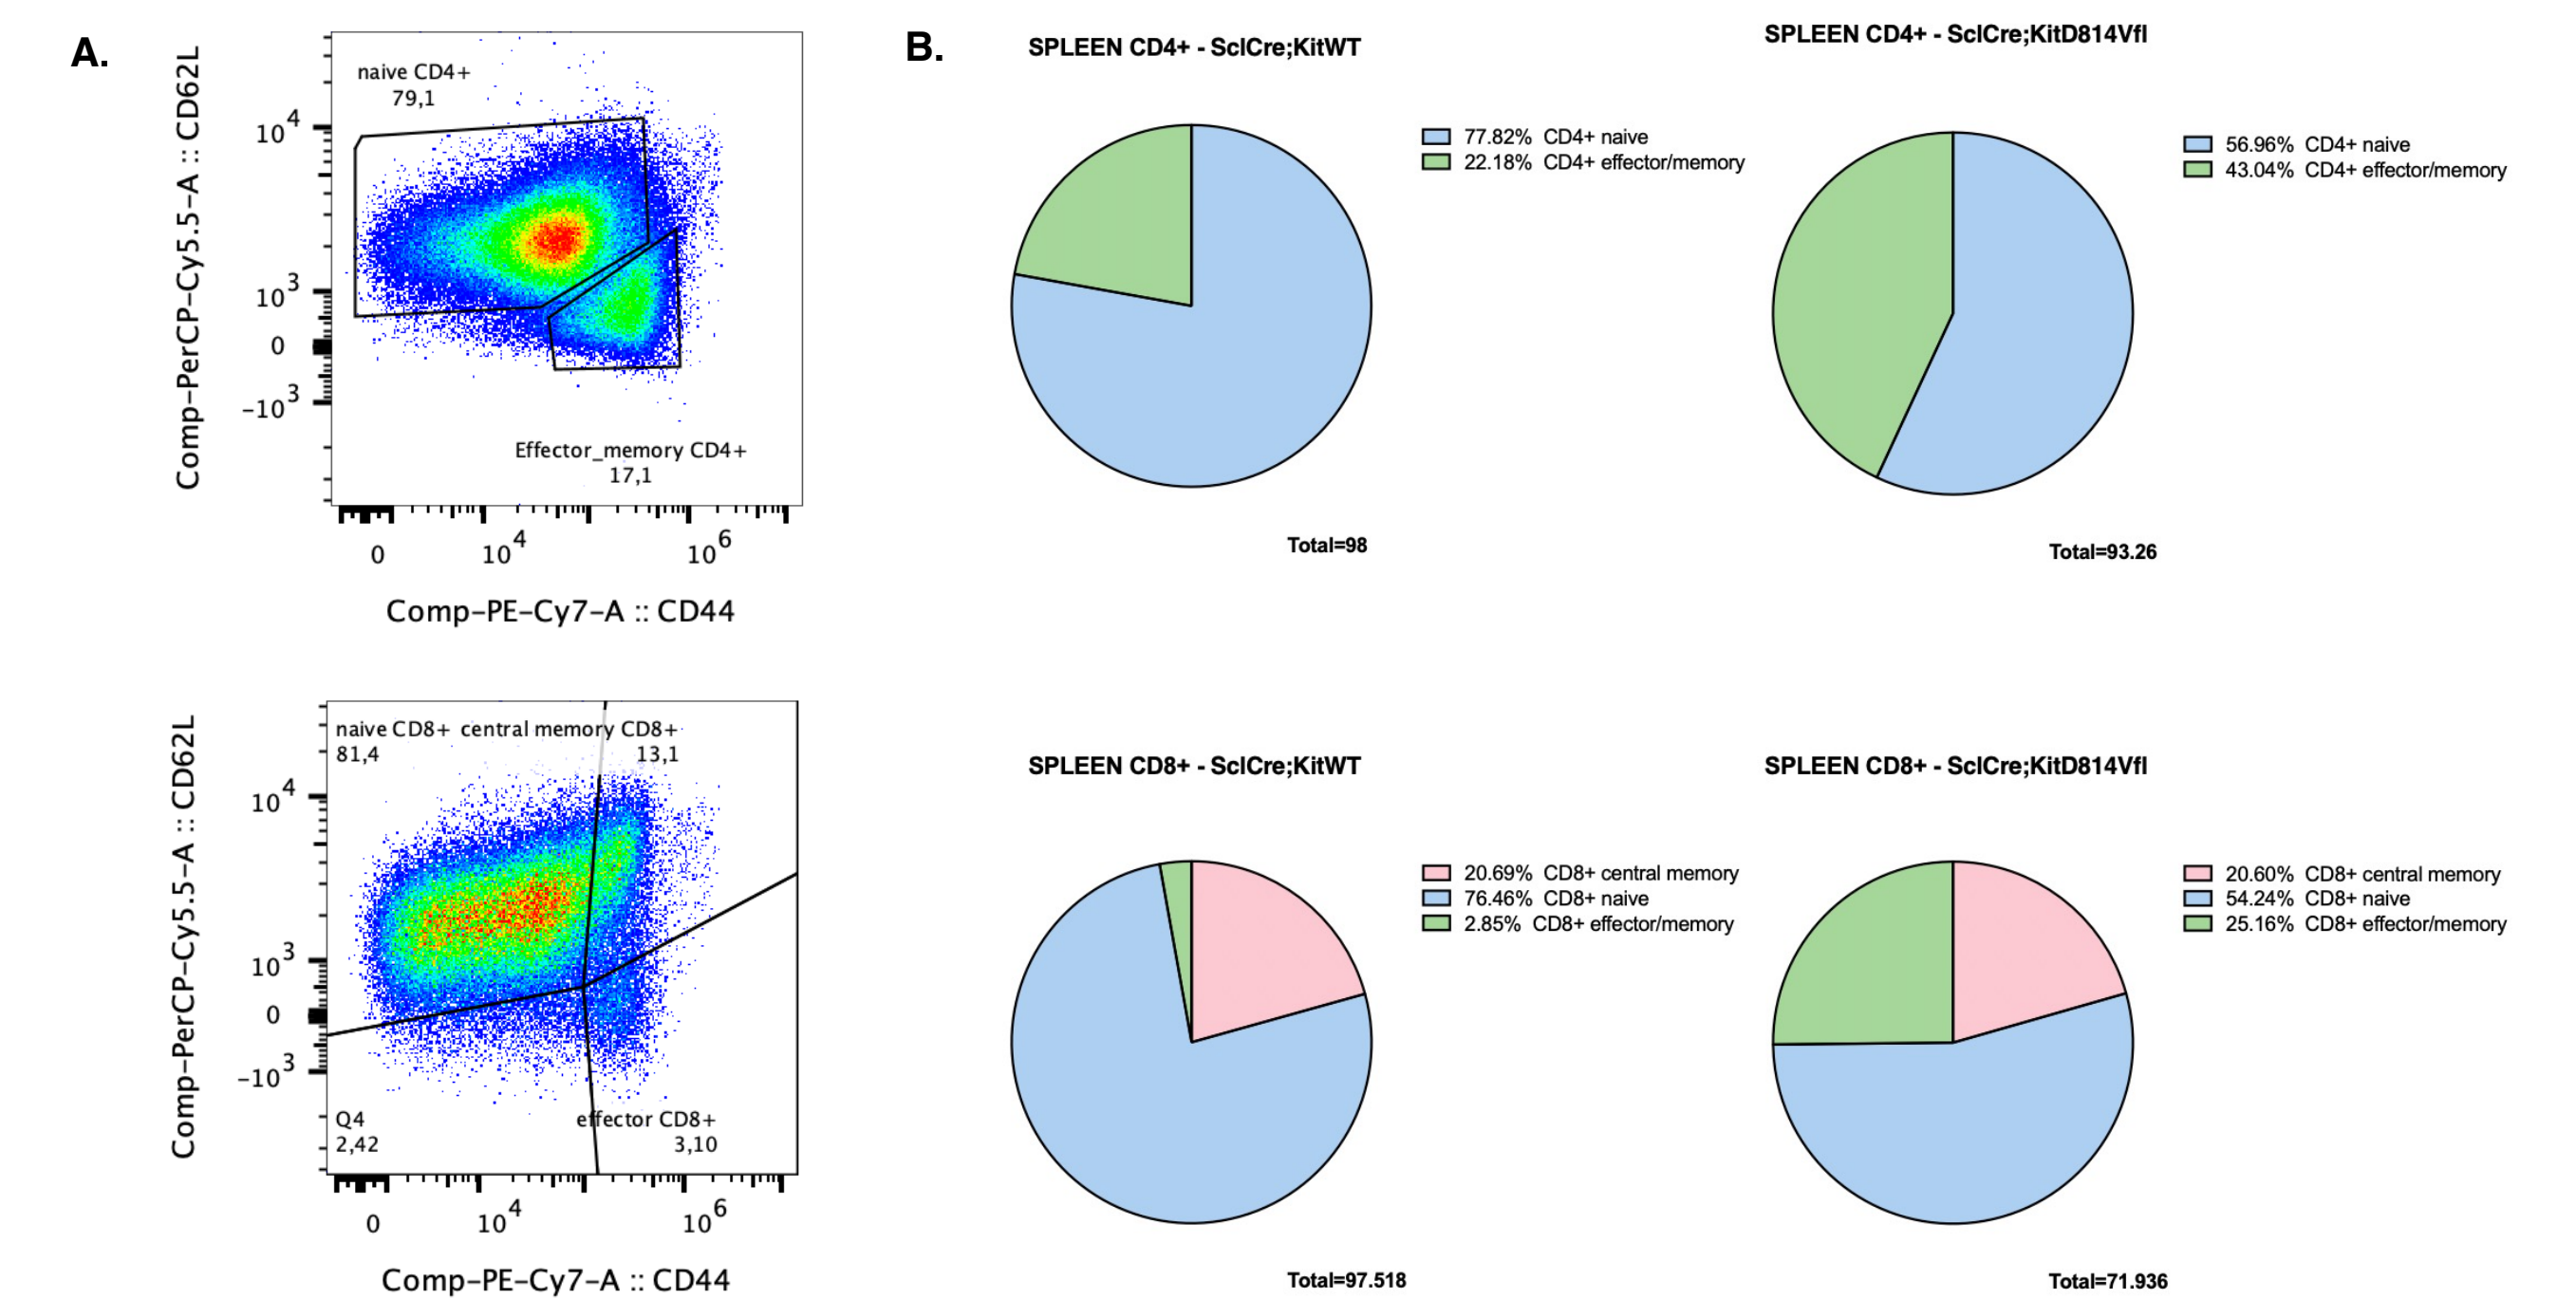 A.
Comp-PerCP-Cy5.5-A :: CD62L
naive CD4+
79,1
10^4
10^3
0
-10^3
Effector_memory CD4+
17,1
0 10^4 10^6
Comp-PE-Cy7-A :: CD44
Comp-PerCP-Cy5.5-A :: CD62L
naive CD8+ central memory CD8+
81,4 13,1
10^4
10^3
0
-10^3
Q4 effector CD8+
2,42 3,10
0 10^4 10^6
Comp-PE-Cy7-A :: CD44
B.
SPLEEN CD4+ - SclCre;KitWT
77.82% CD4+ naive
22.18% CD4+ effector/memory
Total=98
SPLEEN CD4+ - SclCre;KitD814Vfl
56.96% CD4+ naive
43.04% CD4+ effector/memory
Total=93.26
SPLEEN CD8+ - SclCre;KitWT
20.69% CD8+ central memory
76.46% CD8+ naive
2.85% CD8+ effector/memory
Total=97.518
SPLEEN CD8+ - SclCre;KitD814Vfl
20.60% CD8+ central memory
54.24% CD8+ naive
25.16% CD8+ effector/memory
Total=71.936